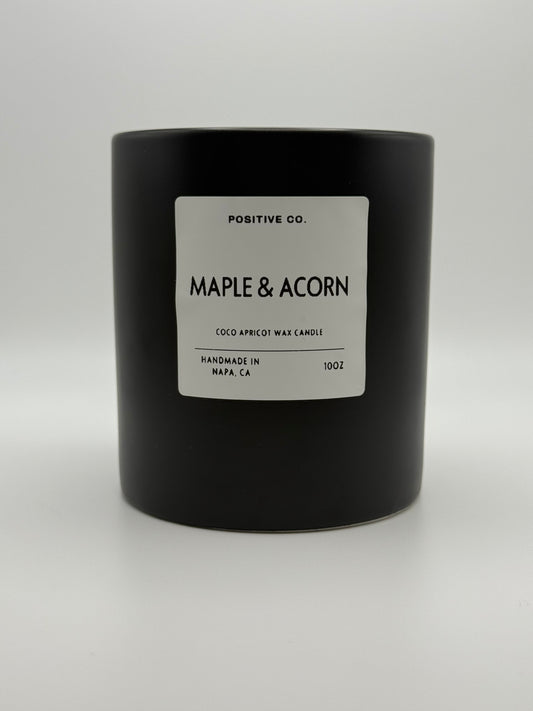 POSITIVE CO.
MAPLE & ACORN
COCO APRICOT WAX CANDLE
HANDMADE IN
NAPA, CA
10OZ